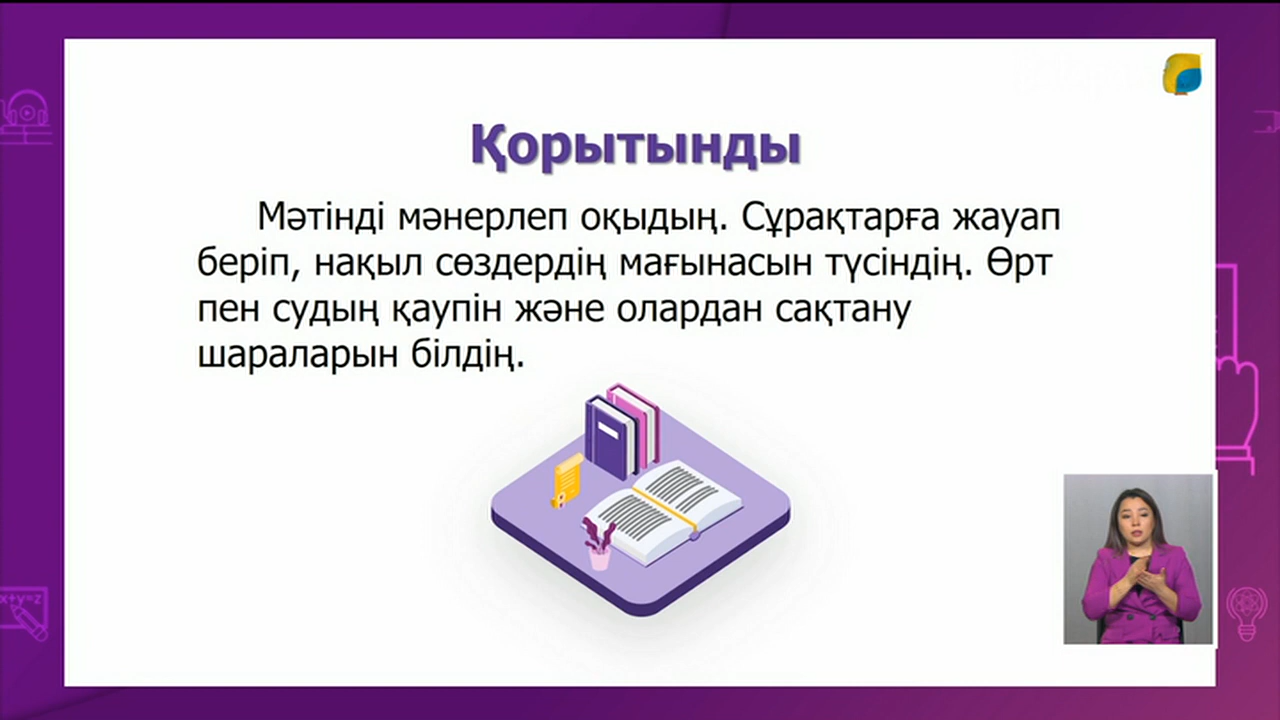 Қорытынды
Мәтінді мәнерлеп оқыдың. Сұрақтарға жауап
беріп, нақыл сөздердің мағынасын түсіндің. Өрт
пен судың қаупін және олардан сақтану
шараларын білдің.
x+y=z